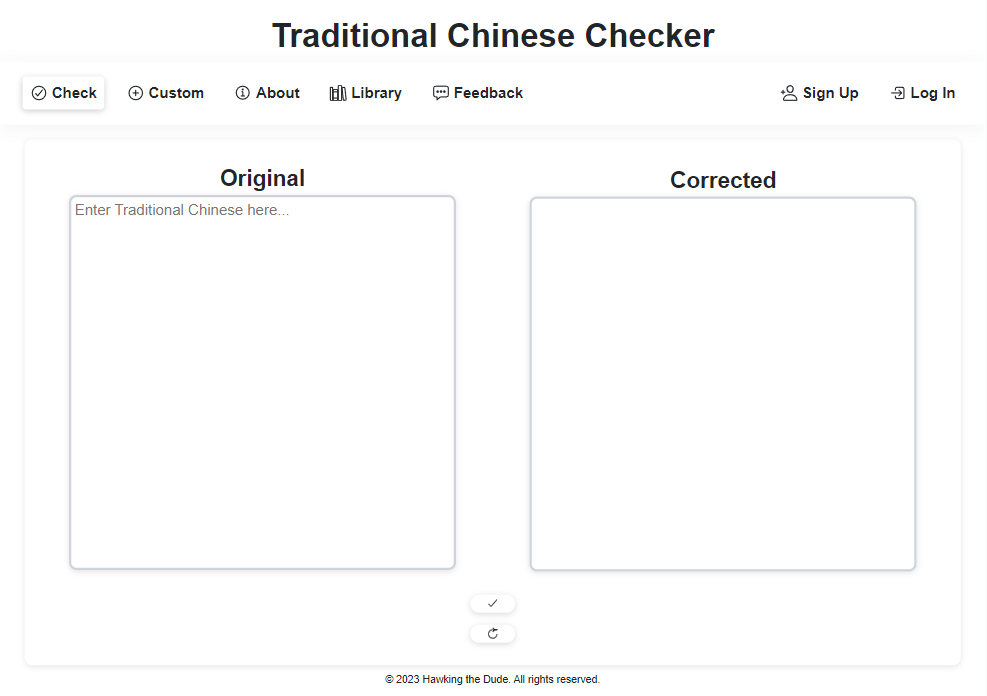 Traditional Chinese Checker
Check Custom About Library Feedback Sign Up Log In
Original
Enter Traditional Chinese here...
Corrected
© 2023 Hawking the Dude. All rights reserved.